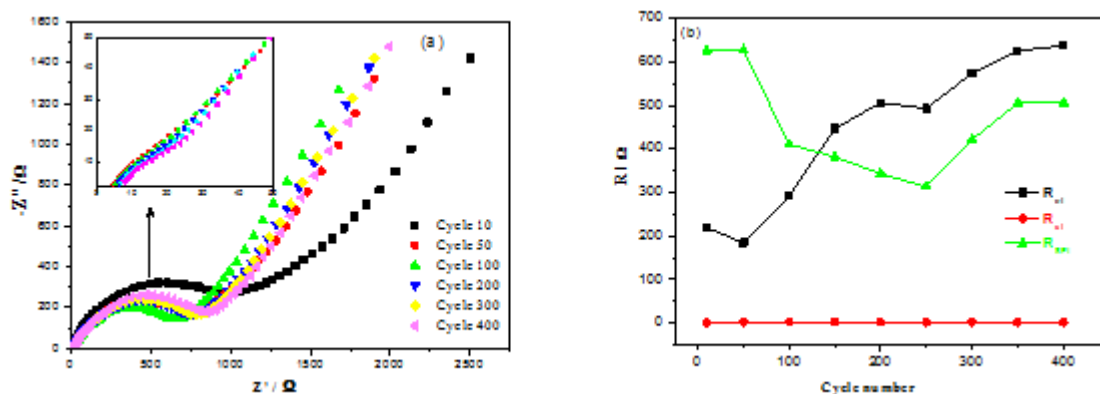 (a)
1600
1400
1200
1000
800
600
400
200
0
-Z''/Ω
0 500 1000 1500 2000 2500
Z' / Ω
Cycle 10
Cycle 50
Cycle 100
Cycle 200
Cycle 300
Cycle 400
(b)
700
600
500
400
300
200
100
0
R / Ω
0 100 200 300 400
Cycle number